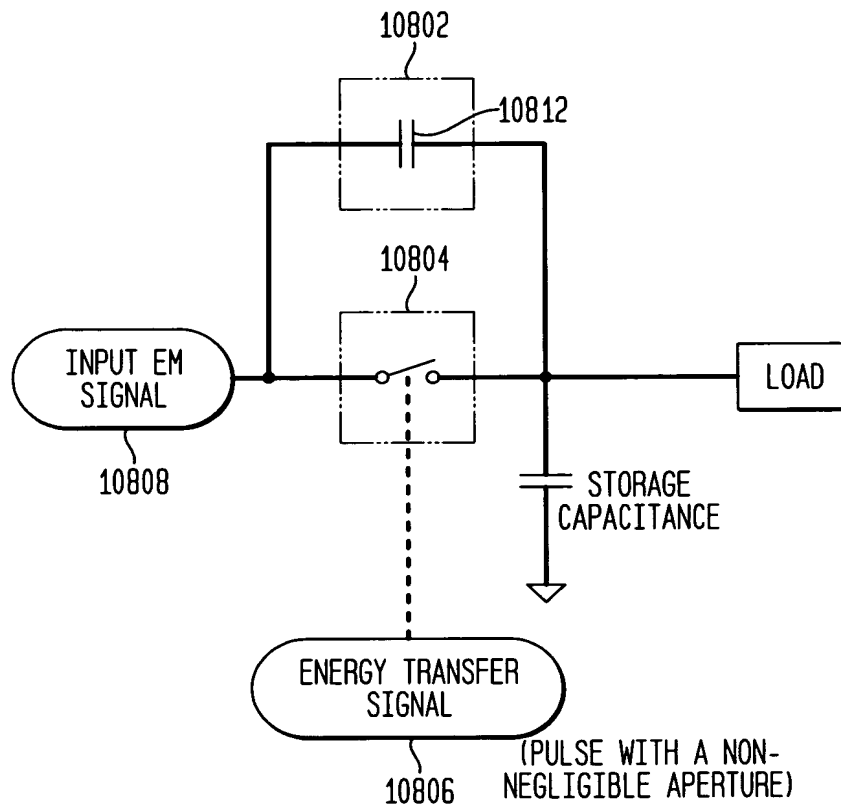 10802
10812
10804
INPUT EM
SIGNAL
10808
LOAD
STORAGE
CAPACITANCE
ENERGY TRANSFER
SIGNAL
10806
(PULSE WITH A NON-
NEGLIGIBLE APERTURE)